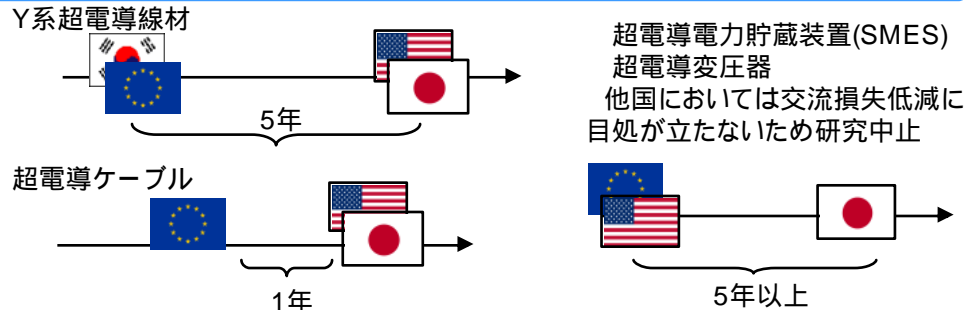 Y系超電導線材
5年
超電導ケーブル
1年
超電導電力貯蔵装置(SMES)
超電導変圧器
他国においては交流損失低減に
目処が立たないため研究中止
5年以上